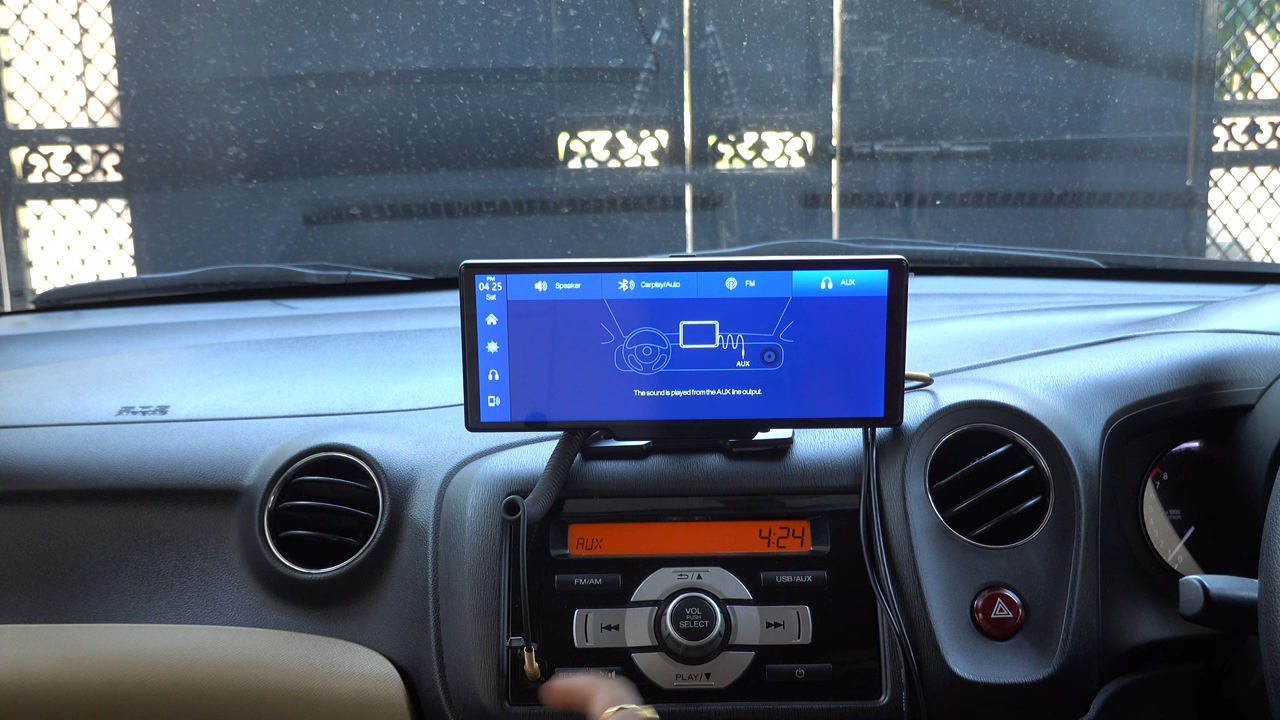 PM
04 25
Sat
Speaker
Carplay/Auto
FM
AUX
AUX
The sound is played from the AUX line output.
AUX 4:24
FM/AM
USB/AUX
VOL
PUSH
SELECT
PLAY/▼
8